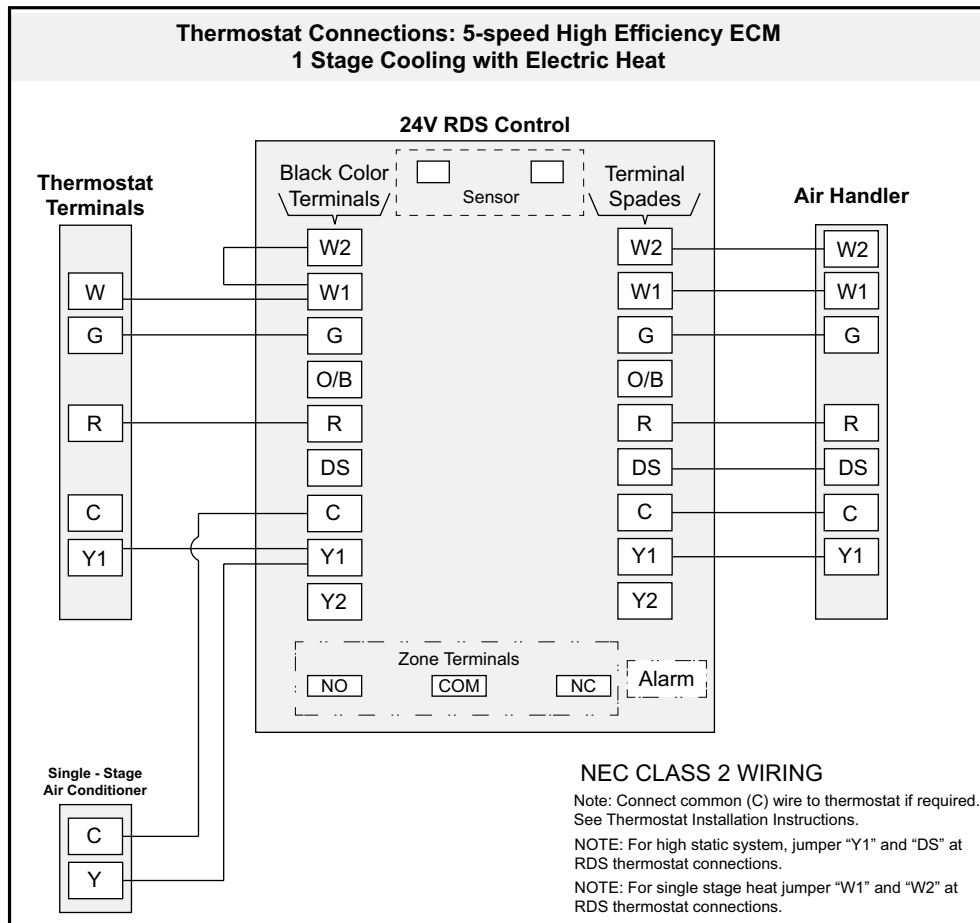 Thermostat Connections: 5-speed High Efficiency ECM
1 Stage Cooling with Electric Heat
24V RDS Control
Thermostat
Terminals
W
G
R
C
Y1
Black Color
Terminals
Sensor
Terminal
Spades
W2
W1
G
O/B
R
DS
C
Y1
Y2
W2
W1
G
O/B
R
DS
C
Y1
Y2
Air Handler
W2
W1
G
R
DS
C
Y1
Zone Terminals
NO
COM
NC
Alarm
Single - Stage
Air Conditioner
C
Y
NEC CLASS 2 WIRING
Note: Connect common (C) wire to thermostat if required.
See Thermostat Installation Instructions.
NOTE: For high static system, jumper “Y1” and “DS” at
RDS thermostat connections.
NOTE: For single stage heat jumper “W1” and “W2” at
RDS thermostat connections.